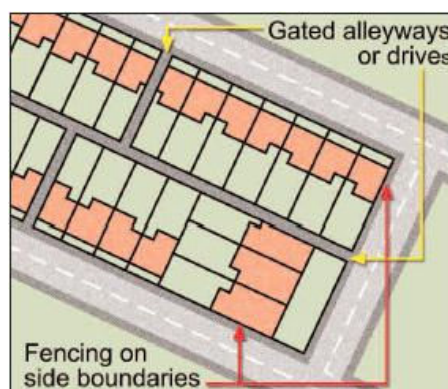 Gated alleyways
or drives
Fencing on
side boundaries